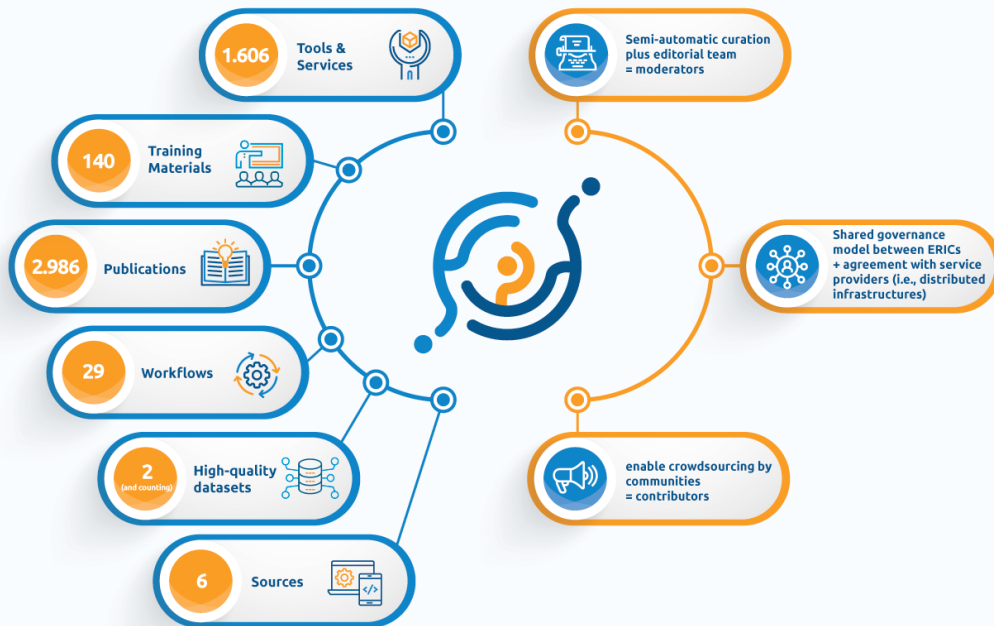 1.606
Tools &
Services
140
Training
Materials
2.986
Publications
29
Workflows
2
(and counting)
High-quality
datasets
6
Sources
</>
Semi-automatic curation
plus editorial team
= moderators
Shared governance
model between ERICs
+ agreement with service
providers (i.e., distributed
infrastructures)
enable crowdsourcing by
communities
= contributors